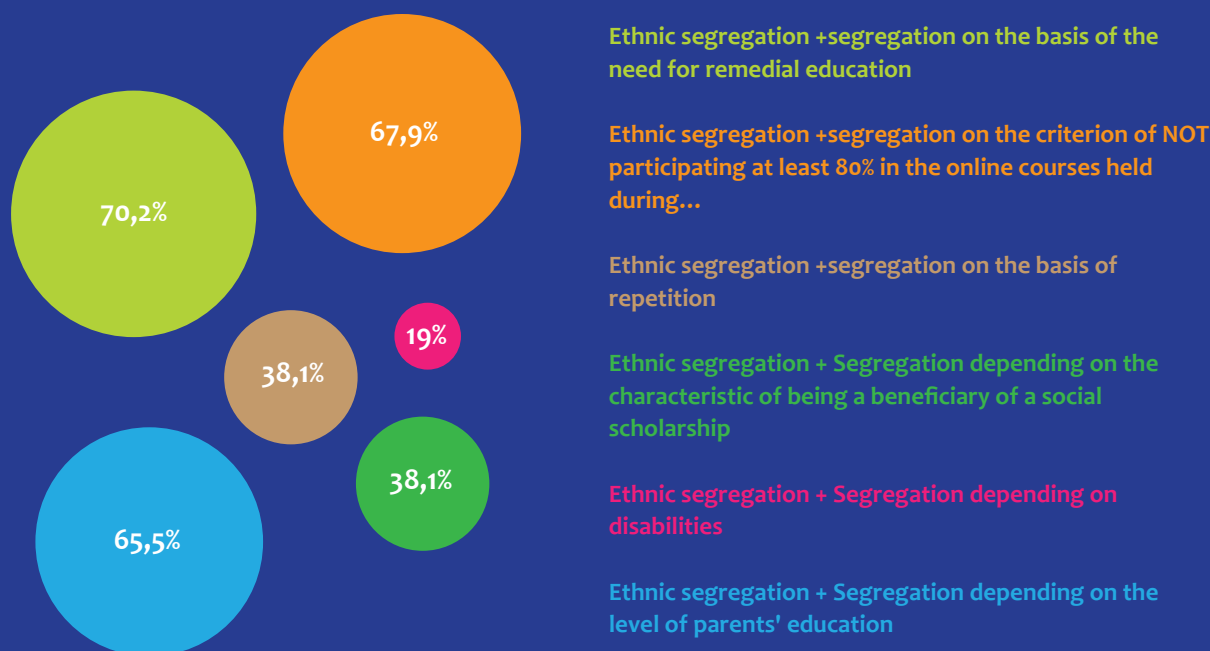 67,9%
70,2%
19%
38,1%
38,1%
65,5%
Ethnic segregation +segregation on the basis of the
need for remedial education
Ethnic segregation +segregation on the criterion of NOT
participating at least 80% in the online courses held
during...
Ethnic segregation +segregation on the basis of
repetition
Ethnic segregation + Segregation depending on the
characteristic of being a beneficiary of a social
scholarship
Ethnic segregation + Segregation depending on
disabilities
Ethnic segregation + Segregation depending on the
level of parents' education